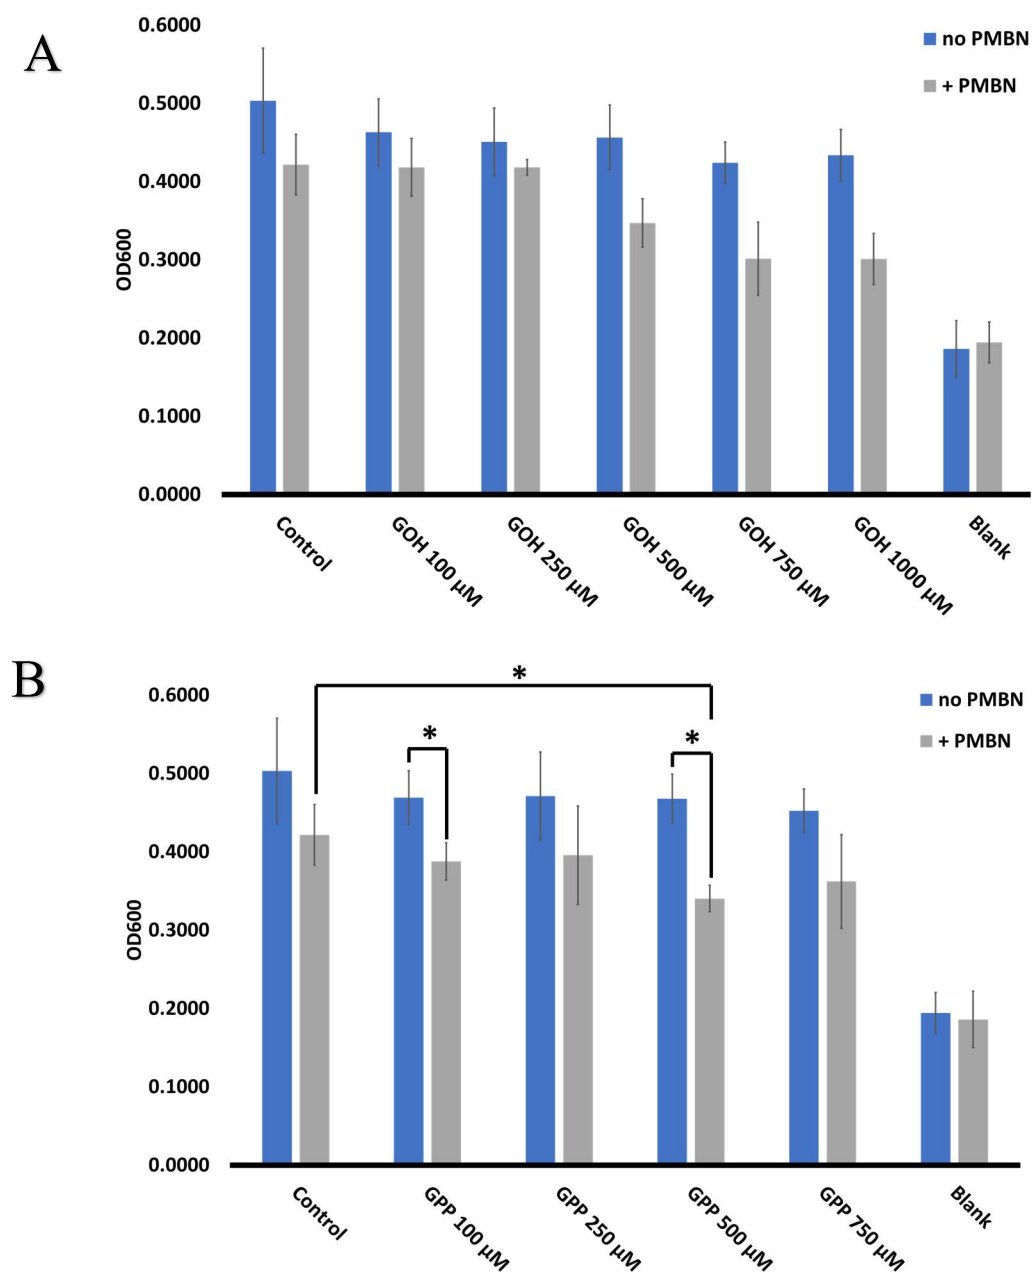 A
0.6000
0.5000
0.4000
0.3000
0.2000
0.1000
0.0000
OD600
no PMBN
+ PMBN
Control
GOH 100 µM
GOH 250 µM
GOH 500 µM
GOH 750 µM
GOH 1000 µM
Blank
B
*
*
*
0.6000
0.5000
0.4000
0.3000
0.2000
0.1000
0.0000
OD600
no PMBN
+ PMBN
Control
GPP 100 µM
GPP 250 µM
GPP 500 µM
GPP 750 µM
Blank